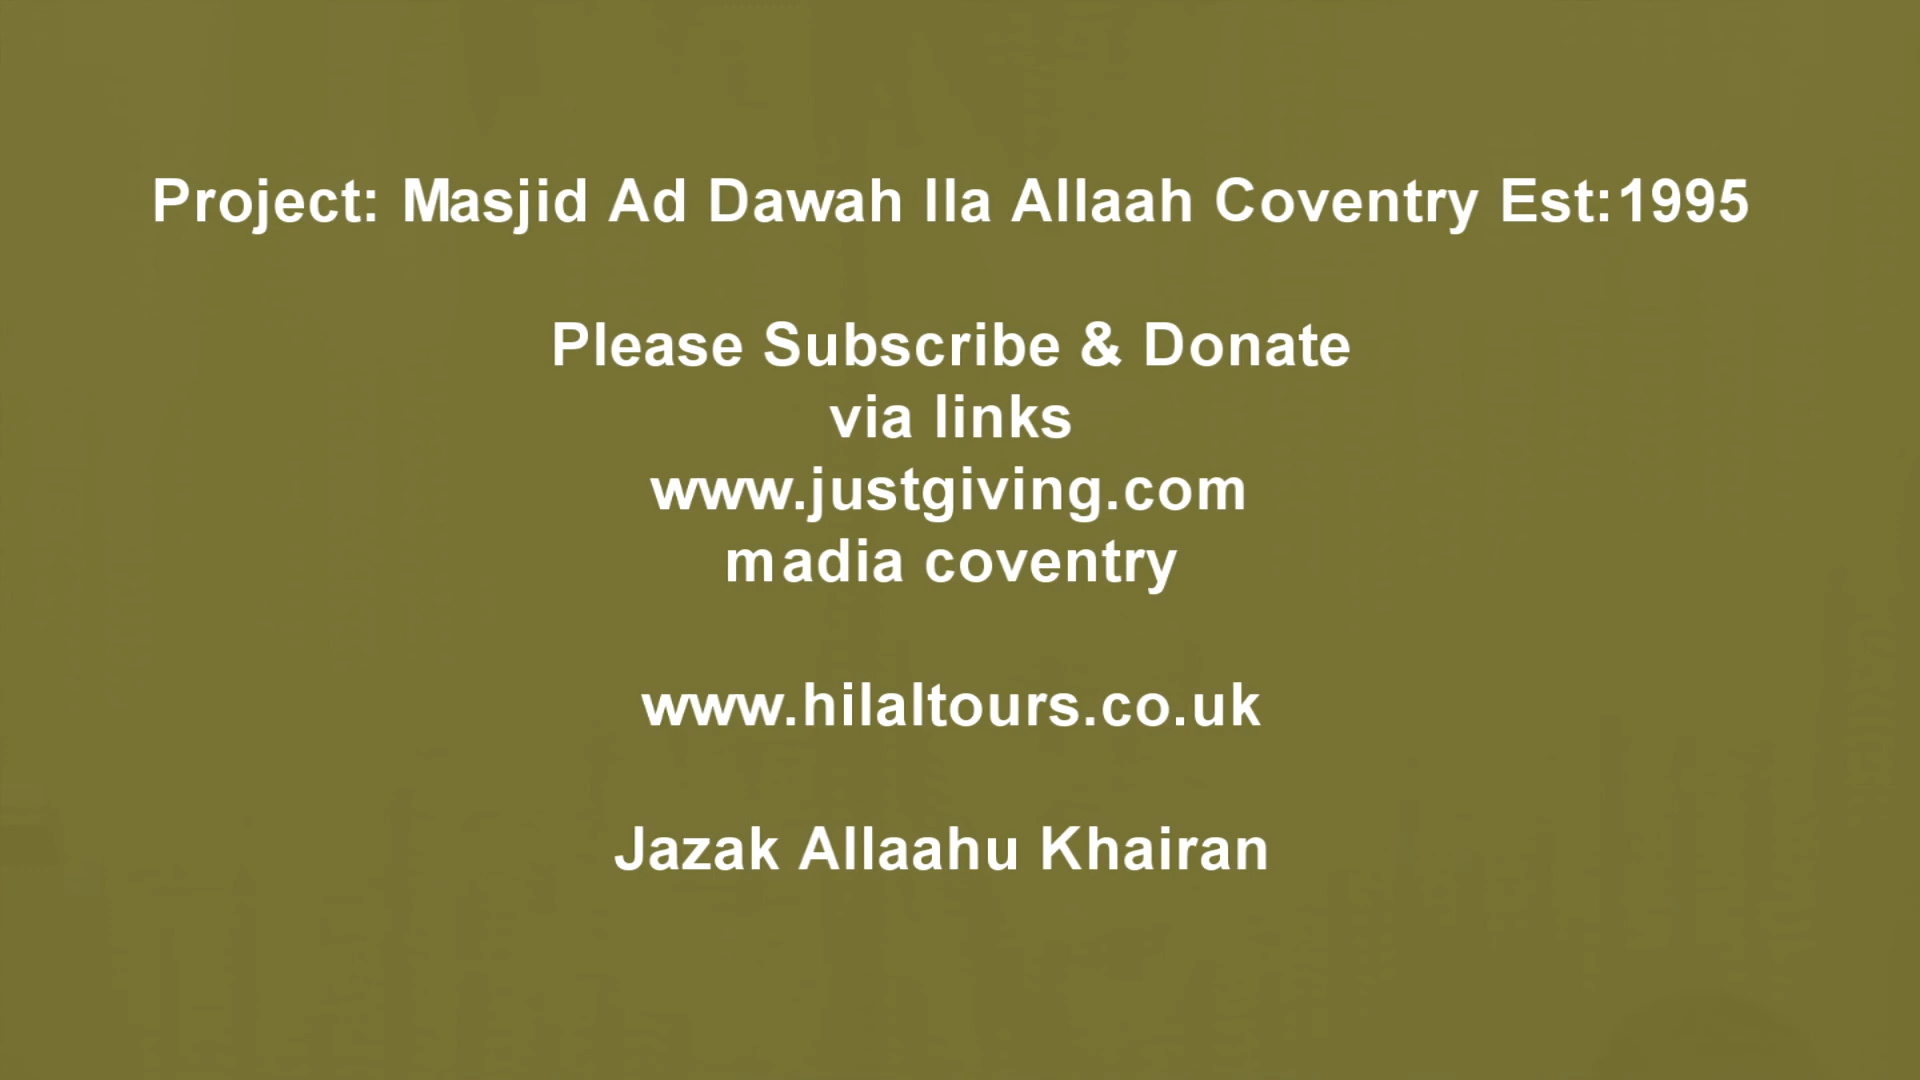 Project: Masjid Ad Dawah Ila Allaah Coventry Est:1995
Please Subscribe & Donate
via links
www.justgiving.com
madia coventry
www.hilaltours.co.uk
Jazak Allaahu Khairan